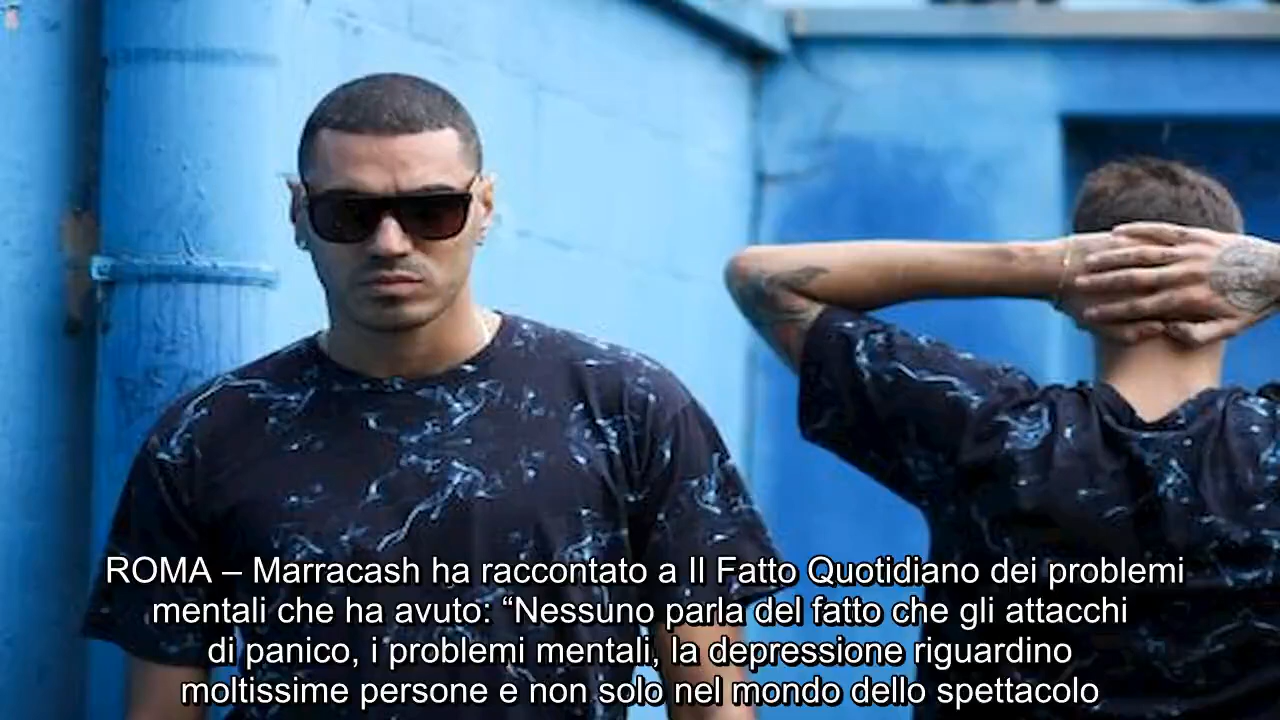 ROMA – Marracash ha raccontato a Il Fatto Quotidiano dei problemi
mentali che ha avuto: “Nessuno parla del fatto che gli attacchi
di panico, i problemi mentali, la depressione riguardino
moltissime persone e non solo nel mondo dello spettacolo